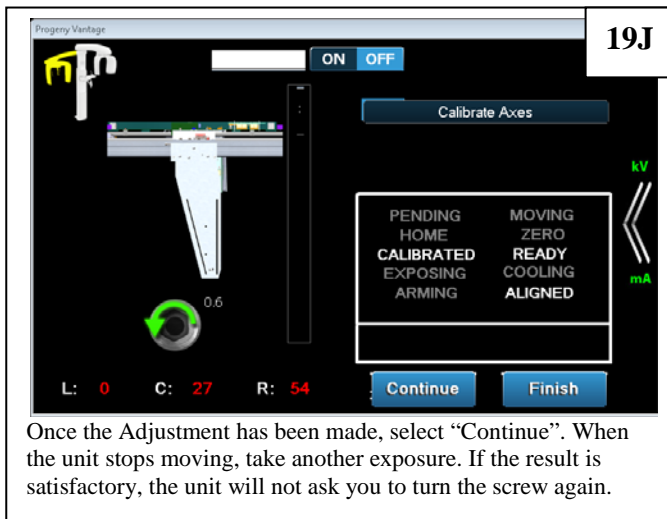 Progeny Vantage
19J
ON OFF
Calibrate Axes
kV
PENDING MOVING
HOME ZERO
CALIBRATED READY
EXPOSING COOLING
ARMING ALIGNED
mA
0.6
L: 0 C: 27 R: 54
Continue Finish
Once the Adjustment has been made, select “Continue”. When
the unit stops moving, take another exposure. If the result is
satisfactory, the unit will not ask you to turn the screw again.